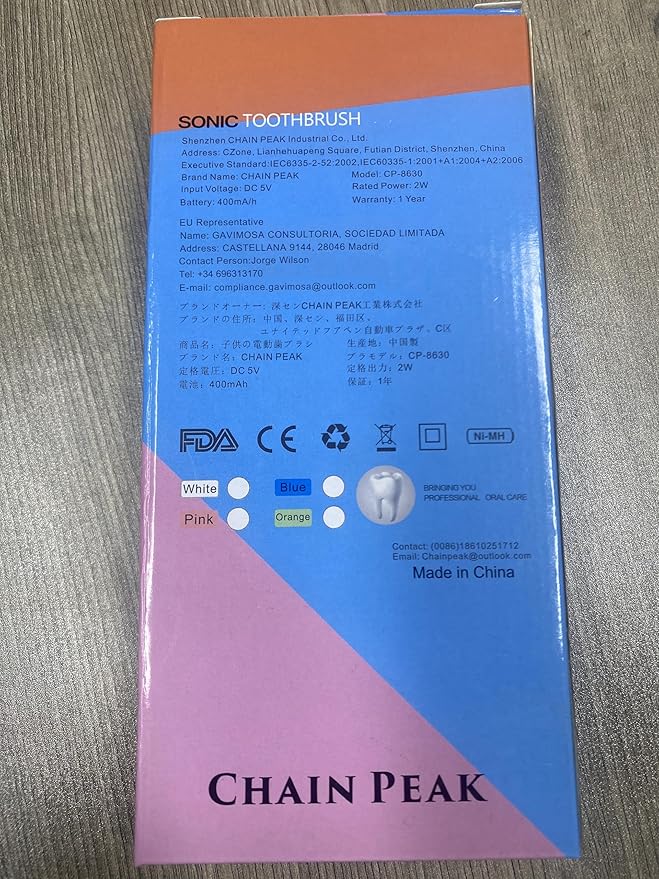 SONIC TOOTHBRUSH
Shenzhen CHAIN PEAK Industrial Co., Ltd.
Address: CZone, Lianhehuapeng Square, Futian District, Shenzhen, China
Executive Standard:IEC6335-2-52:2002,IEC60335-1:2001+A1:2004+A2:2006
Brand Name: CHAIN PEAK Model: CP-8630
Input Voltage: DC 5V Rated Power: 2W
Battery: 400mA/h Warranty: 1 Year
EU Representative
Name: GAVIMOSA CONSULTORIA, SOCIEDAD LIMITADA
Address: CASTELLANA 9144, 28046 Madrid
Contact Person:Jorge Wilson
Tel: +34 696313170
E-mail: compliance.gavimosa@outlook.com
ブランドオーナー: 深センCHAIN PEAK工業株式会社
ブランドの住所: 中国、深セン、福田区、
ユナイテッドフアペン自動車プラザ、C区
商品名: 子供の電動歯ブラシ 生産地: 中国製
ブランド名: CHAIN PEAK プラモデル: CP-8630
定格電圧: DC 5V 定格出力: 2W
電池: 400mAh 保証: 1年
FDA CE Ni-MH
White Blue
Pink Orange
BRINGING YOU
PROFESSIONAL ORAL CARE
Contact: (0086)18610251712
Email: Chainpeak@outlook.com
Made in China
CHAIN PEAK